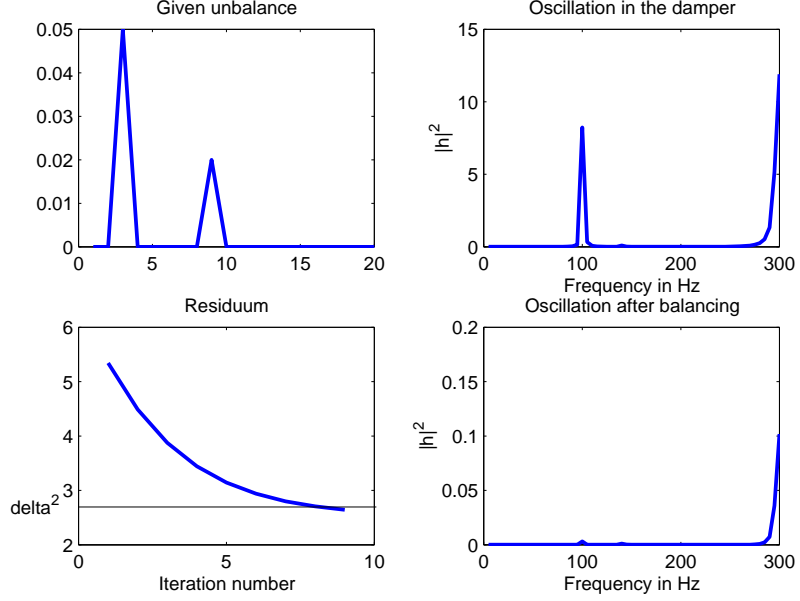 Given unbalance
0.05
0.04
0.03
0.02
0.01
0
0 5 10 15 20
Oscillation in the damper
15
10
5
0
|h|^2
0 100 200 300
Frequency in Hz
Residuum
6
5
4
3
delta^2
2
0 5 10
Iteration number
Oscillation after balancing
0.2
0.15
0.1
0.05
0
|h|^2
0 100 200 300
Frequency in Hz